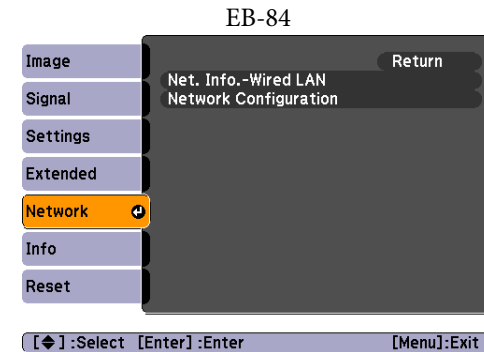 EB-84
Image
Return
Net. Info.-Wired LAN
Signal
Network Configuration
Settings
Extended
Network
Info
Reset
[◆] :Select [Enter] :Enter [Menu]:Exit